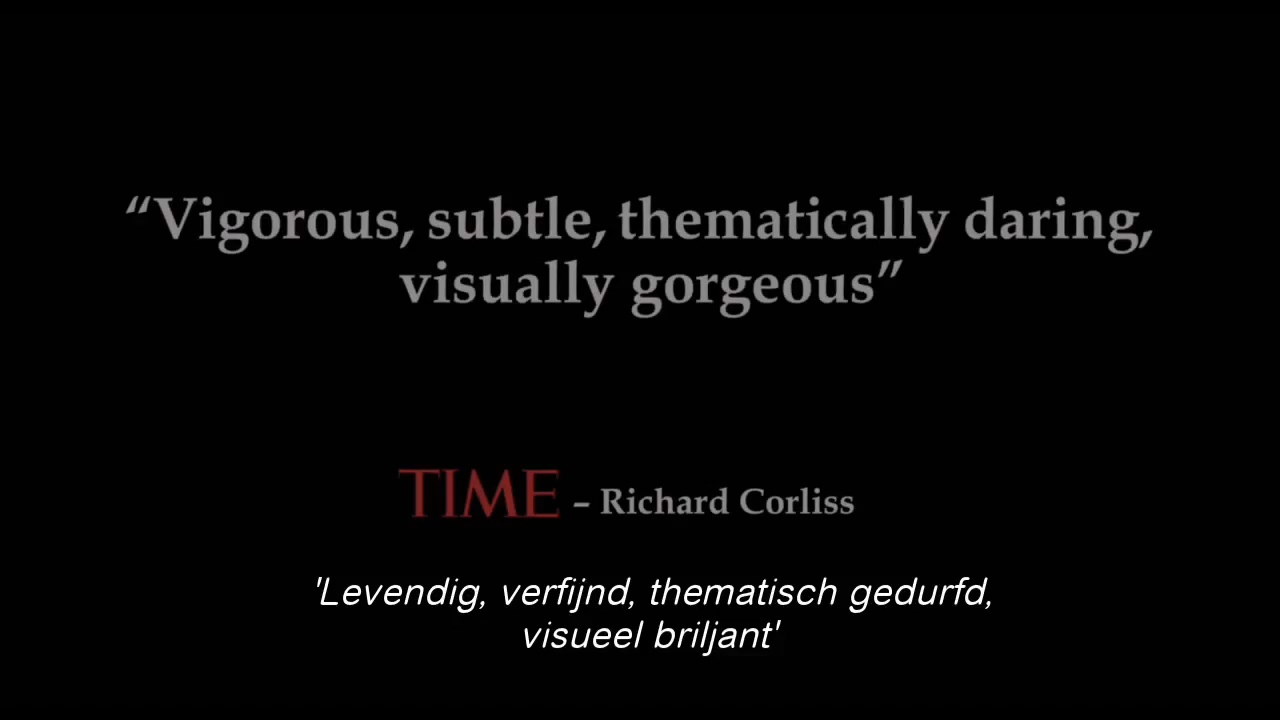 “Vigorous, subtle, thematically daring,
visually gorgeous”
TIME – Richard Corliss
'Levendig, verfijnd, thematisch gedurfd,
visueel briljant'